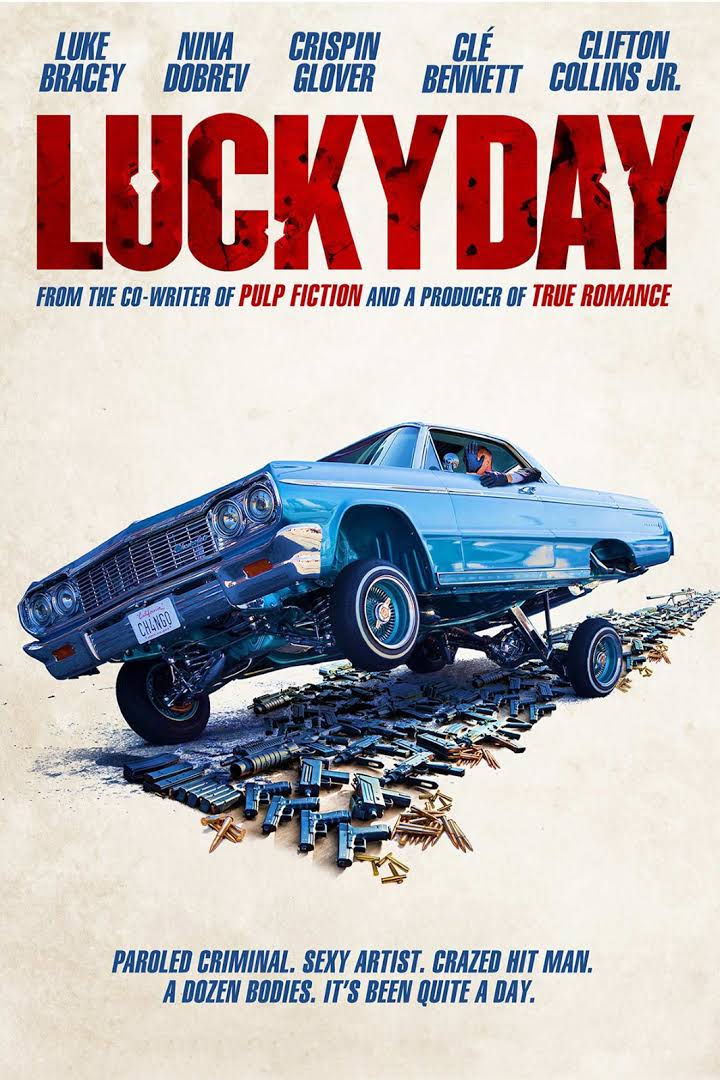 LUKE BRACEY
NINA DOBREV
CRISPIN GLOVER
CLÉ BENNETT
CLIFTON COLLINS JR.
LUCKY DAY
FROM THE CO-WRITER OF PULP FICTION AND A PRODUCER OF TRUE ROMANCE
California
CH4NGO
PAROLED CRIMINAL. SEXY ARTIST. CRAZED HIT MAN.
A DOZEN BODIES. IT'S BEEN QUITE A DAY.